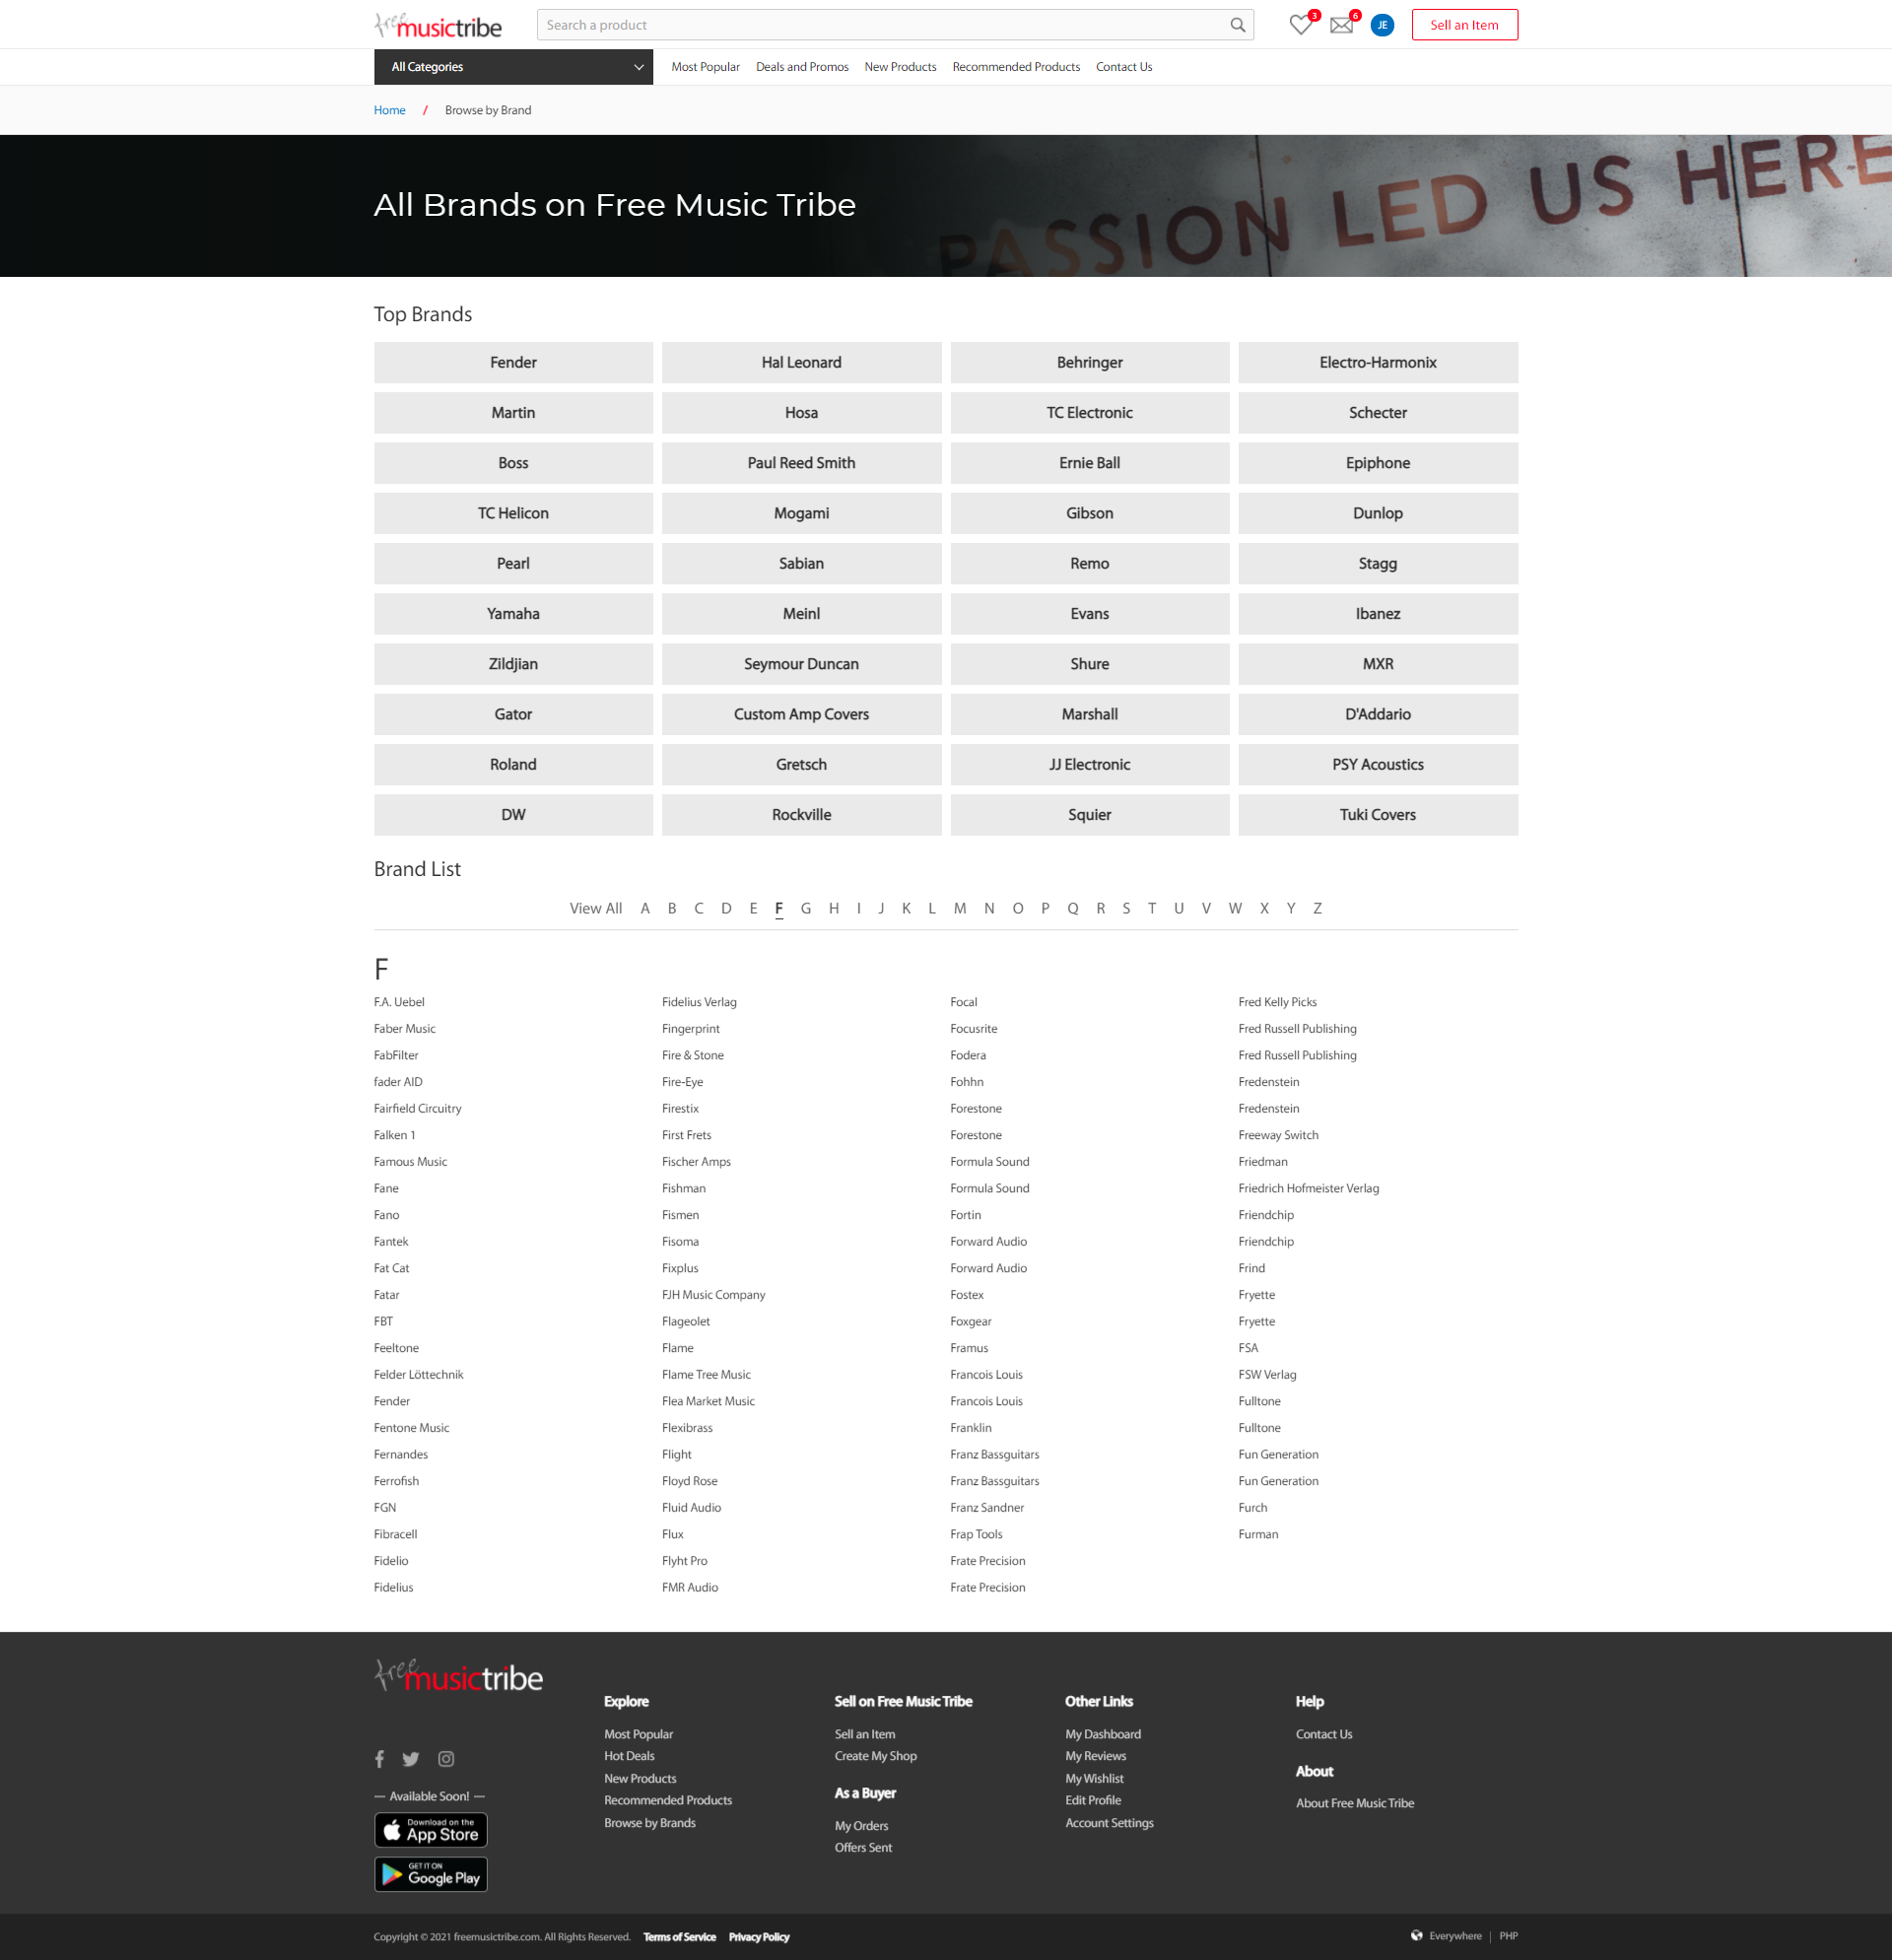 free musictribe
Search a product
3
6
JE
Sell an Item
All Categories
Most Popular Deals and Promos New Products Recommended Products Contact Us
Home / Browse by Brand
All Brands on Free Music Tribe
PASSION LED US HERE
Top Brands
Fender Hal Leonard Behringer Electro-Harmonix
Martin Hosa TC Electronic Schecter
Boss Paul Reed Smith Ernie Ball Epiphone
TC Helicon Mogami Gibson Dunlop
Pearl Sabian Remo Stagg
Yamaha Meinl Evans Ibanez
Zildjian Seymour Duncan Shure MXR
Gator Custom Amp Covers Marshall D'Addario
Roland Gretsch JJ Electronic PSY Acoustics
DW Rockville Squier Tuki Covers
Brand List
View All A B C D E F G H I J K L M N O P Q R S T U V W X Y Z
F
F.A. Uebel
Faber Music
FabFilter
fader AID
Fairfield Circuitry
Falken 1
Famous Music
Fane
Fano
Fantek
Fat Cat
Fatar
FBT
Feeltone
Felder Löttechnik
Fender
Fentone Music
Fernandes
Ferrofish
FGN
Fibracell
Fidelio
Fidelius
Fidelius Verlag
Fingerprint
Fire & Stone
Fire-Eye
Firestix
First Frets
Fischer Amps
Fishman
Fismen
Fisoma
Fixplus
FJH Music Company
Flageolet
Flame
Flame Tree Music
Flea Market Music
Flexibrass
Flight
Floyd Rose
Fluid Audio
Flux
Flyht Pro
FMR Audio
Focal
Focusrite
Fodera
Fohhn
Forestone
Forestone
Formula Sound
Formula Sound
Fortin
Forward Audio
Forward Audio
Fostex
Foxgear
Framus
Francois Louis
Francois Louis
Franklin
Franz Bassguitars
Franz Bassguitars
Franz Sandner
Frap Tools
Frate Precision
Frate Precision
Fred Kelly Picks
Fred Russell Publishing
Fred Russell Publishing
Fredenstein
Fredenstein
Freeway Switch
Friedman
Friedrich Hofmeister Verlag
Friendchip
Friendchip
Frind
Fryette
Fryette
FSA
FSW Verlag
Fulltone
Fulltone
Fun Generation
Fun Generation
Furch
Furman
free musictribe
— Available Soon! —
Download on the
App Store
GET IT ON
Google Play
Explore
Most Popular
Hot Deals
New Products
Recommended Products
Browse by Brands
Sell on Free Music Tribe
Sell an Item
Create My Shop
As a Buyer
My Orders
Offers Sent
Other Links
My Dashboard
My Reviews
My Wishlist
Edit Profile
Account Settings
Help
Contact Us
About
About Free Music Tribe
Copyright © 2021 freemusictribe.com. All Rights Reserved. Terms of Service Privacy Policy
Everywhere | PHP